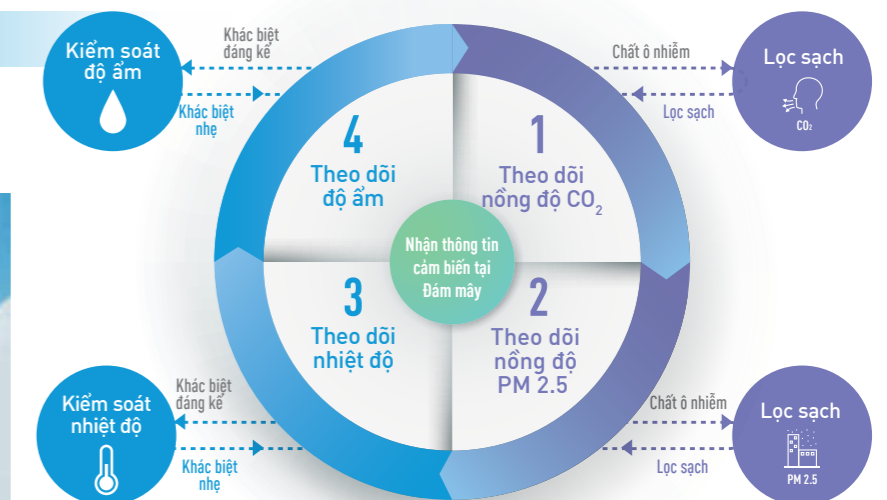 Kiểm soát
độ ẩm
Khác biệt
đáng kể
Khác biệt
nhẹ
Chất ô nhiễm
Lọc sạch
Lọc sạch
CO₂
4
Theo dõi
độ ẩm
1
Theo dõi
nồng độ CO₂
Nhận thông tin
cảm biến tại
Đám mây
3
Theo dõi
nhiệt độ
2
Theo dõi
nồng độ
PM 2.5
Kiểm soát
nhiệt độ
Khác biệt
đáng kể
Khác biệt
nhẹ
Chất ô nhiễm
Lọc sạch
Lọc sạch
PM 2.5